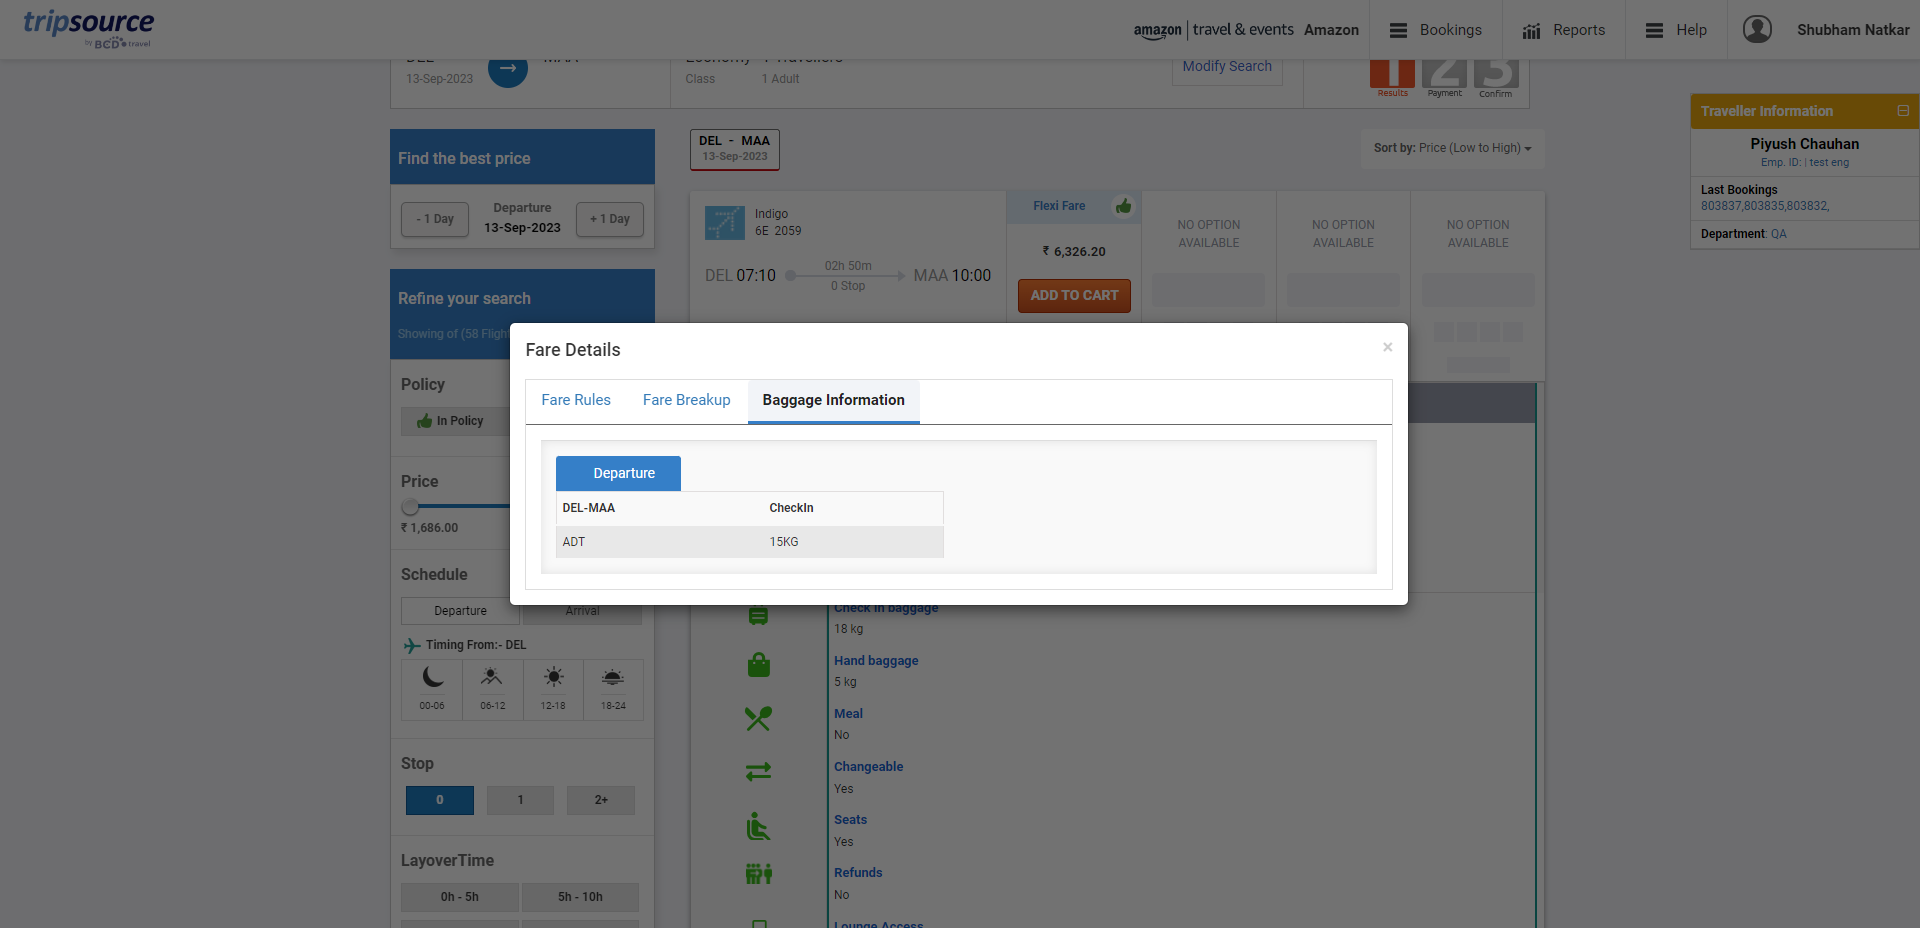 tripsource
by BCD travel
amazon | travel & events Amazon
Bookings
Reports
Help
Shubham Natkar
13-Sep-2023
Economy
Class
1 Adult
Modify Search
1 2 3
Results
Payment
Confirm
Find the best price
- 1 Day
Departure
13-Sep-2023
+ 1 Day
Refine your search
Showing of (58 Flight
Policy
In Policy
Price
₹ 1,686.00
Schedule
Departure
Arrival
Timing From:- DEL
00-06
06-12
12-18
18-24
Stop
0
1
2+
LayoverTime
0h - 5h
5h - 10h
DEL - MAA
13-Sep-2023
Sort by: Price (Low to High)
Indigo
6E 2059
DEL 07:10
02h 50m
0 Stop
MAA 10:00
Flexi Fare
₹ 6,326.20
ADD TO CART
NO OPTION
AVAILABLE
NO OPTION
AVAILABLE
NO OPTION
AVAILABLE
Fare Details
×
Fare Rules
Fare Breakup
Baggage Information
Departure
DEL-MAA
CheckIn
ADT
15KG
Check in baggage
18 kg
Hand baggage
5 kg
Meal
No
Changeable
Yes
Seats
Yes
Refunds
No
Lounge Access
Traveller Information
Piyush Chauhan
Emp. ID: | test eng
Last Bookings
803837,803835,803832,
Department: QA